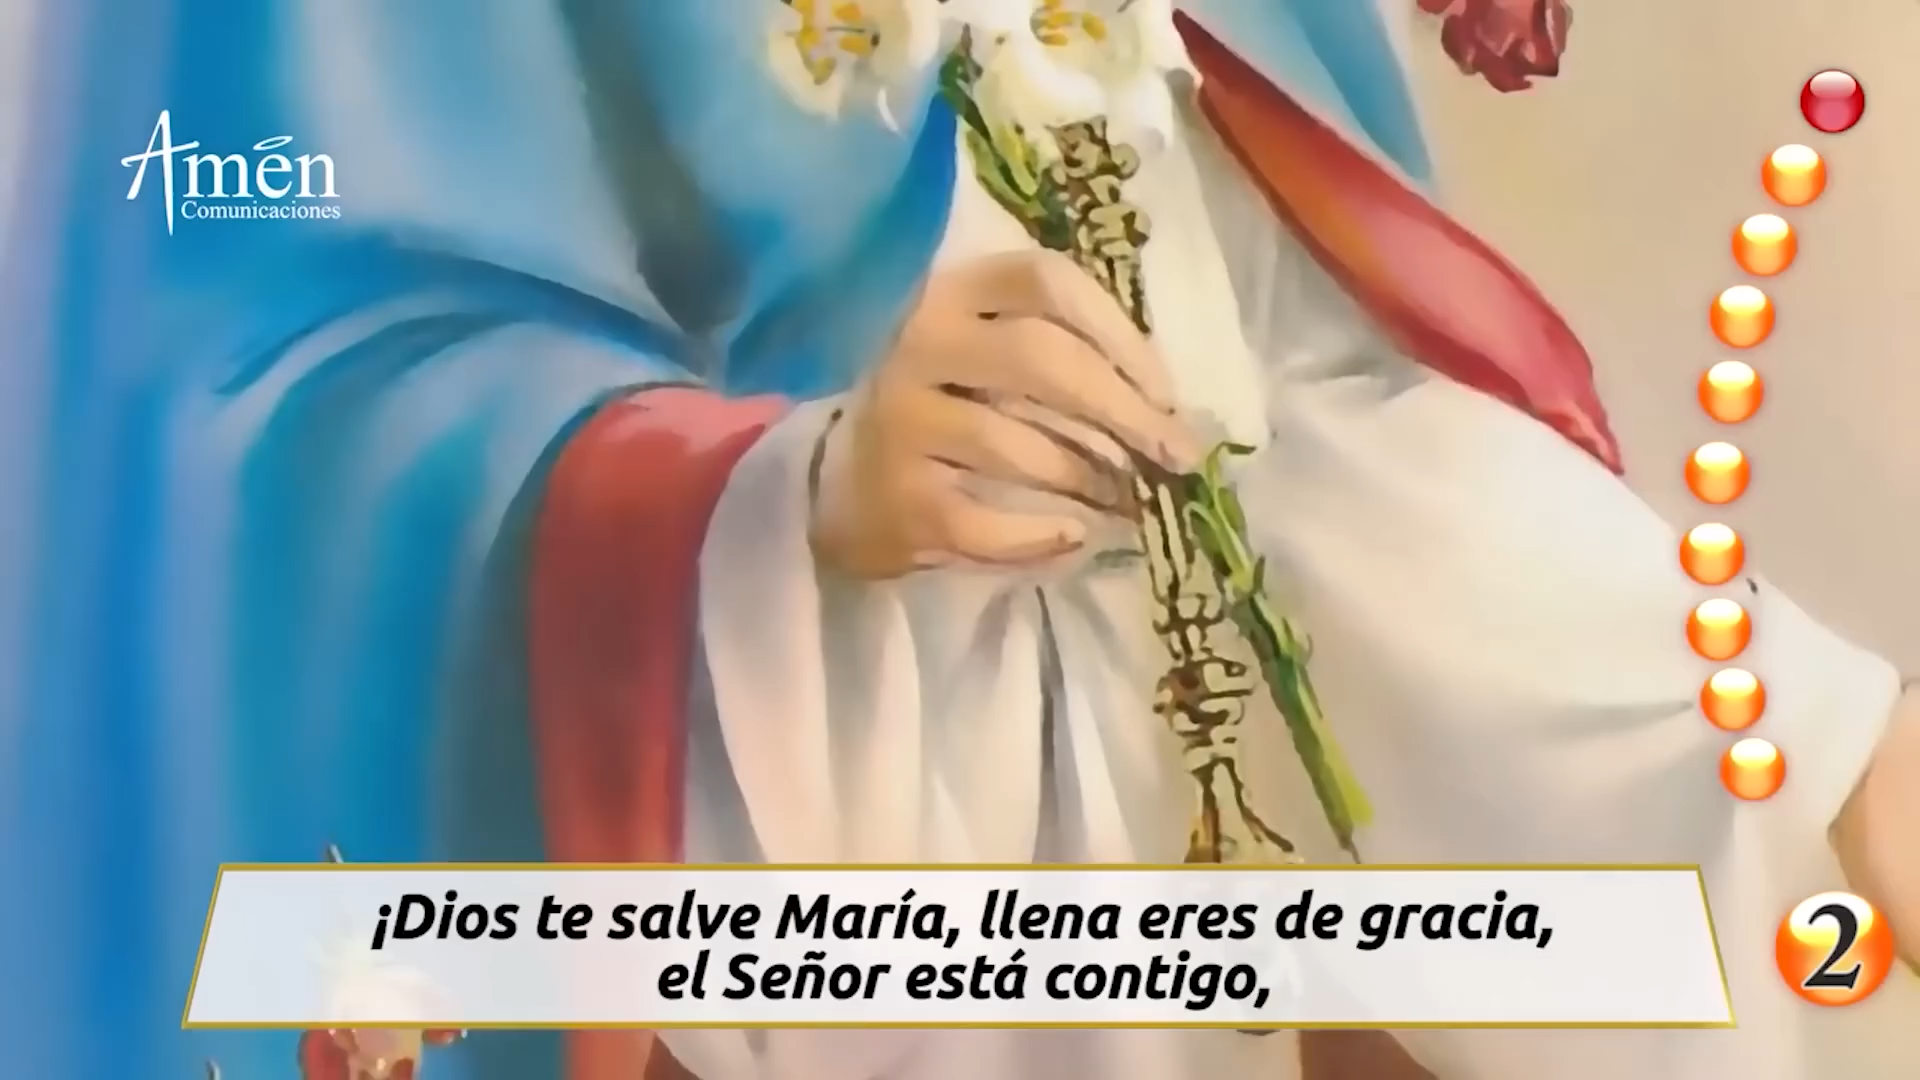 Amén
Comunicaciones
¡Dios te salve María, llena eres de gracia,
el Señor está contigo,
2